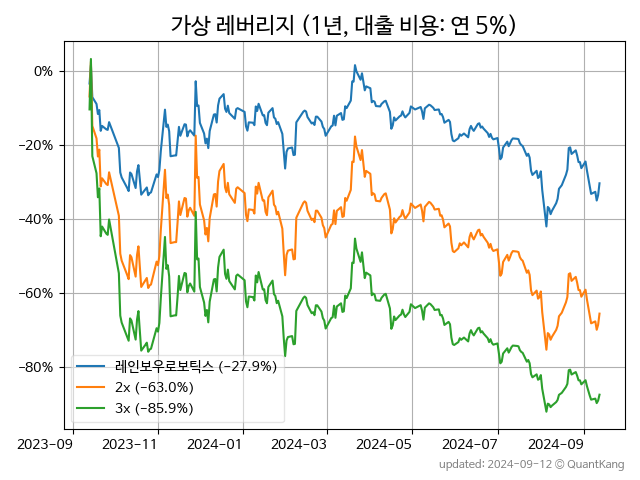 가상 레버리지 (1년, 대출 비용: 연 5%)
0%
−20%
−40%
−60%
−80%
레인보우로보틱스 (−27.9%)
2x (−63.0%)
3x (−85.9%)
2023−09 2023−11 2024−01 2024−03 2024−05 2024−07 2024−09
updated: 2024−09−12 © QuantKang